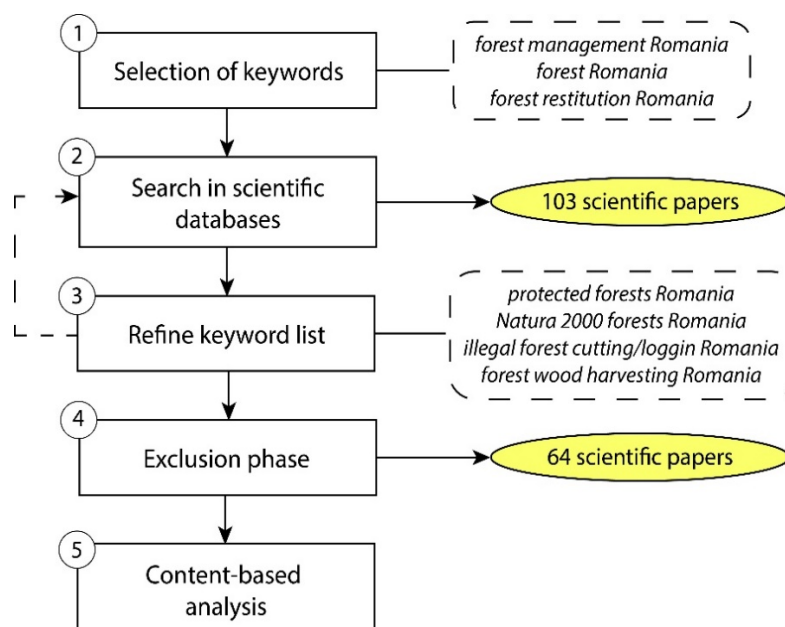 1
Selection of keywords
forest management Romania
forest Romania
forest restitution Romania
2
Search in scientific
databases
103 scientific papers
3
Refine keyword list
protected forests Romania
Natura 2000 forests Romania
illegal forest cutting/loggin Romania
forest wood harvesting Romania
4
Exclusion phase
64 scientific papers
5
Content-based
analysis